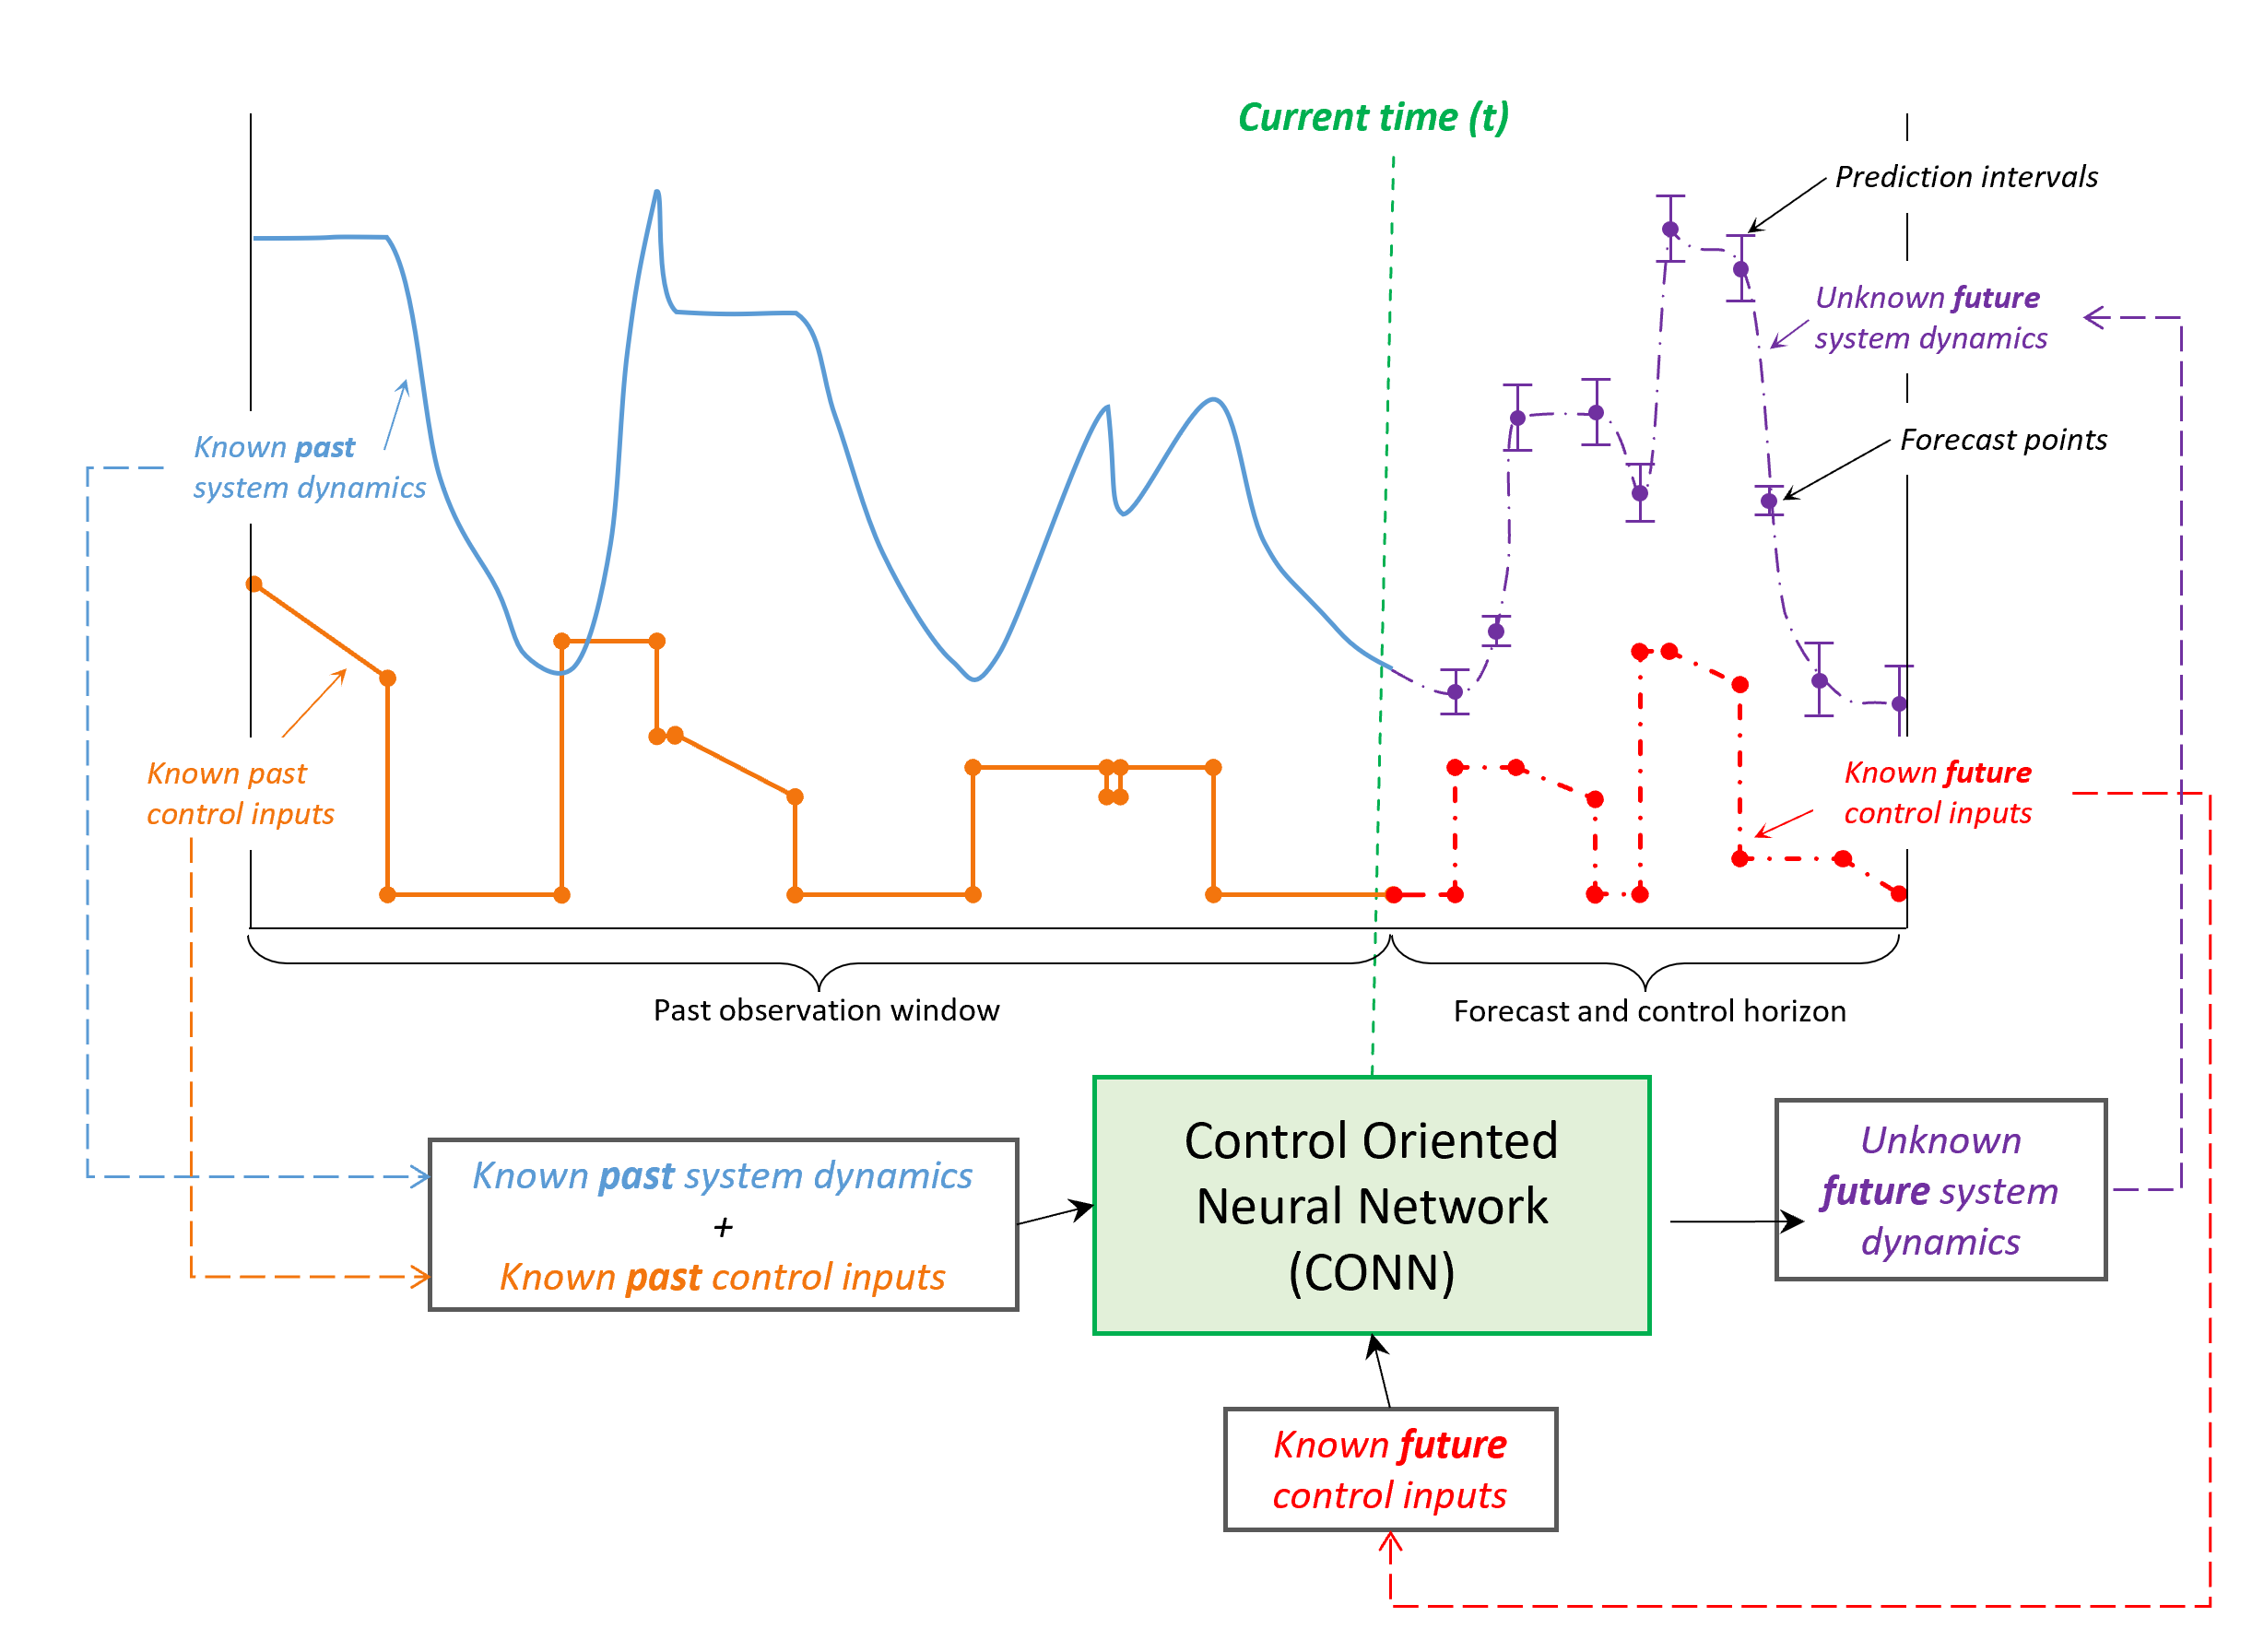 Current time (t)
Prediction intervals
Unknown future
system dynamics
Forecast points
Known past
system dynamics
Known past
control inputs
Known future
control inputs
Past observation window
Forecast and control horizon
Known past system dynamics
+
Known past control inputs
Control Oriented
Neural Network
(CONN)
Unknown
future system
dynamics
Known future
control inputs